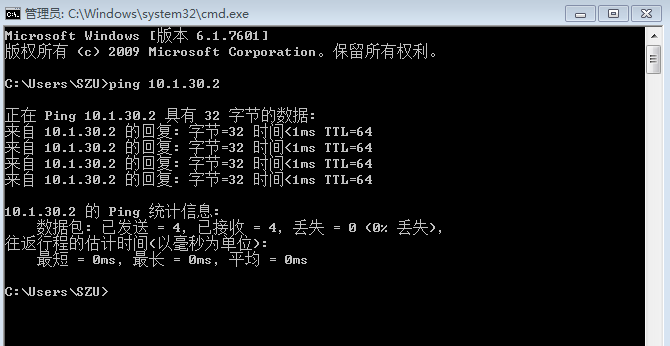 管理员: C:\Windows\system32\cmd.exe
Microsoft Windows [版本 6.1.7601]
版权所有 (c) 2009 Microsoft Corporation。保留所有权利。
C:\Users\SZU>ping 10.1.30.2
正在 Ping 10.1.30.2 具有 32 字节的数据:
来自 10.1.30.2 的回复: 字节=32 时间<1ms TTL=64
来自 10.1.30.2 的回复: 字节=32 时间<1ms TTL=64
来自 10.1.30.2 的回复: 字节=32 时间<1ms TTL=64
来自 10.1.30.2 的回复: 字节=32 时间<1ms TTL=64
10.1.30.2 的 Ping 统计信息:
数据包: 已发送 = 4，已接收 = 4，丢失 = 0 (0% 丢失)，
往返行程的估计时间(以毫秒为单位):
最短 = 0ms，最长 = 0ms，平均 = 0ms
C:\Users\SZU>